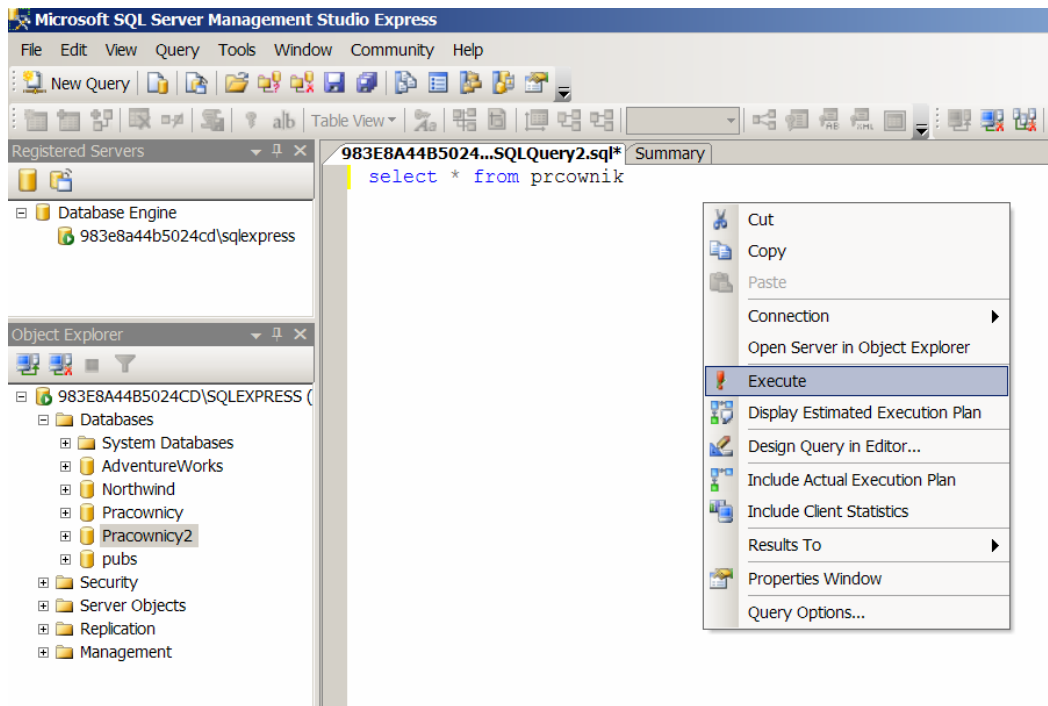 Microsoft SQL Server Management Studio Express
File Edit View Query Tools Window Community Help
New Query
Table View
Registered Servers
983E8A44B5024...SQLQuery2.sql* Summary
select * from prcownik
Database Engine
983e8a44b5024cd\sqlexpress
Cut
Copy
Paste
Connection
Open Server in Object Explorer
Execute
Display Estimated Execution Plan
Design Query in Editor...
Include Actual Execution Plan
Include Client Statistics
Results To
Properties Window
Query Options...
Object Explorer
983E8A44B5024CD\SQLEXPRESS (
Databases
System Databases
AdventureWorks
Northwind
Pracownicy
Pracownicy2
pubs
Security
Server Objects
Replication
Management